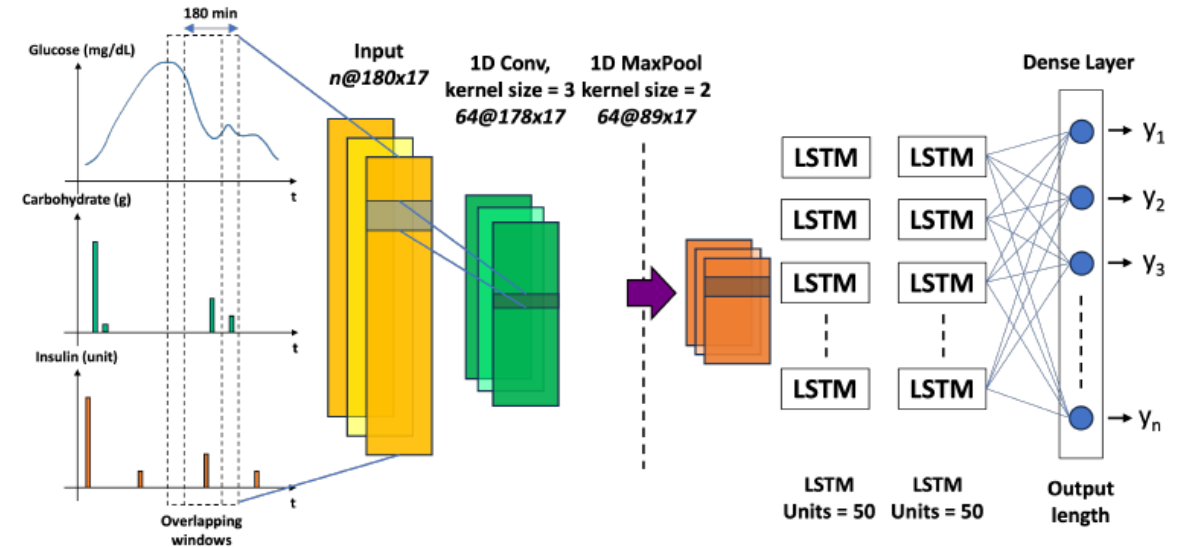 180 min
Glucose (mg/dL)
t
Carbohydrate (g)
t
Insulin (unit)
t
Overlapping
windows
Input
n@180x17
1D Conv,
kernel size = 3
64@178x17
1D MaxPool
kernel size = 2
64@89x17
LSTM
LSTM
LSTM
LSTM
LSTM
Units = 50
LSTM
LSTM
LSTM
LSTM
LSTM
Units = 50
Dense Layer
y1
y2
y3
yn
Output
length